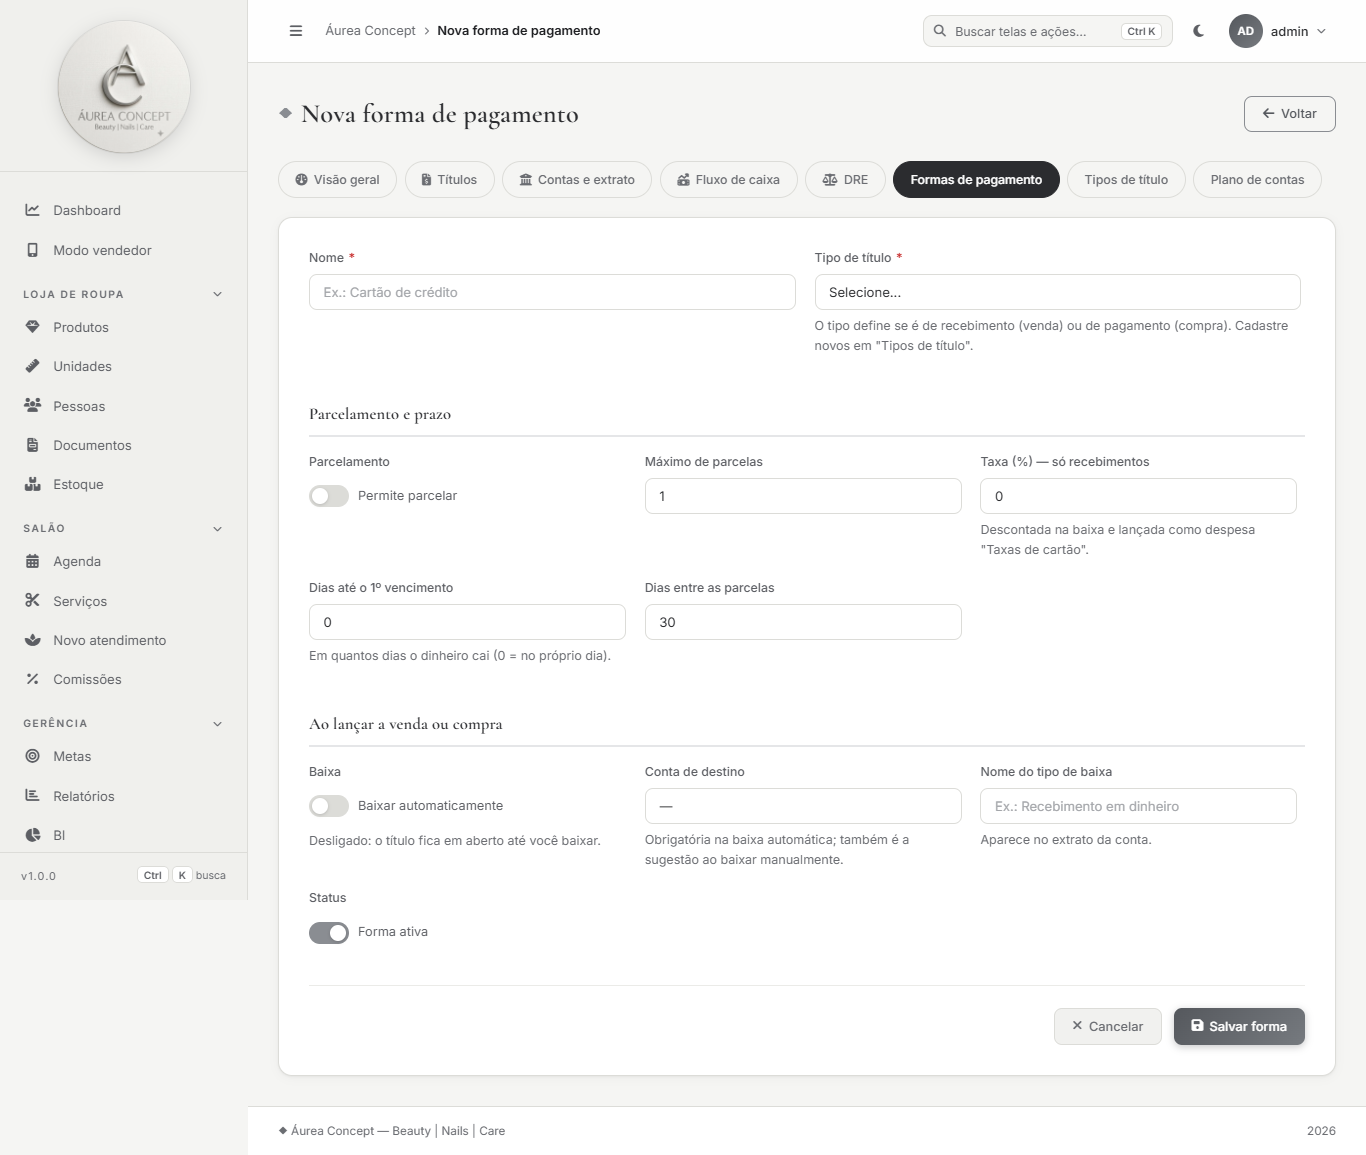 ÁUREA CONCEPT
Beauty | Nails | Care
Dashboard
Modo vendedor
LOJA DE ROUPA
Produtos
Unidades
Pessoas
Documentos
Estoque
SALÃO
Agenda
Serviços
Novo atendimento
Comissões
GERÊNCIA
Metas
Relatórios
BI
v1.0.0
Ctrl K busca
Áurea Concept › Nova forma de pagamento
Buscar telas e ações... Ctrl K
AD admin
Nova forma de pagamento
Voltar
Visão geral
Títulos
Contas e extrato
Fluxo de caixa
DRE
Formas de pagamento
Tipos de título
Plano de contas
Nome *
Ex.: Cartão de crédito
Tipo de título *
Selecione...
O tipo define se é de recebimento (venda) ou de pagamento (compra). Cadastre
novos em "Tipos de título".
Parcelamento e prazo
Parcelamento
Permite parcelar
Máximo de parcelas
1
Taxa (%) — só recebimentos
0
Descontada na baixa e lançada como despesa
"Taxas de cartão".
Dias até o 1º vencimento
0
Em quantos dias o dinheiro cai (0 = no próprio dia).
Dias entre as parcelas
30
Ao lançar a venda ou compra
Baixa
Baixar automaticamente
Desligado: o título fica em aberto até você baixar.
Conta de destino
—
Obrigatória na baixa automática; também é a
sugestão ao baixar manualmente.
Nome do tipo de baixa
Ex.: Recebimento em dinheiro
Aparece no extrato da conta.
Status
Forma ativa
Cancelar
Salvar forma
Áurea Concept — Beauty | Nails | Care
2026